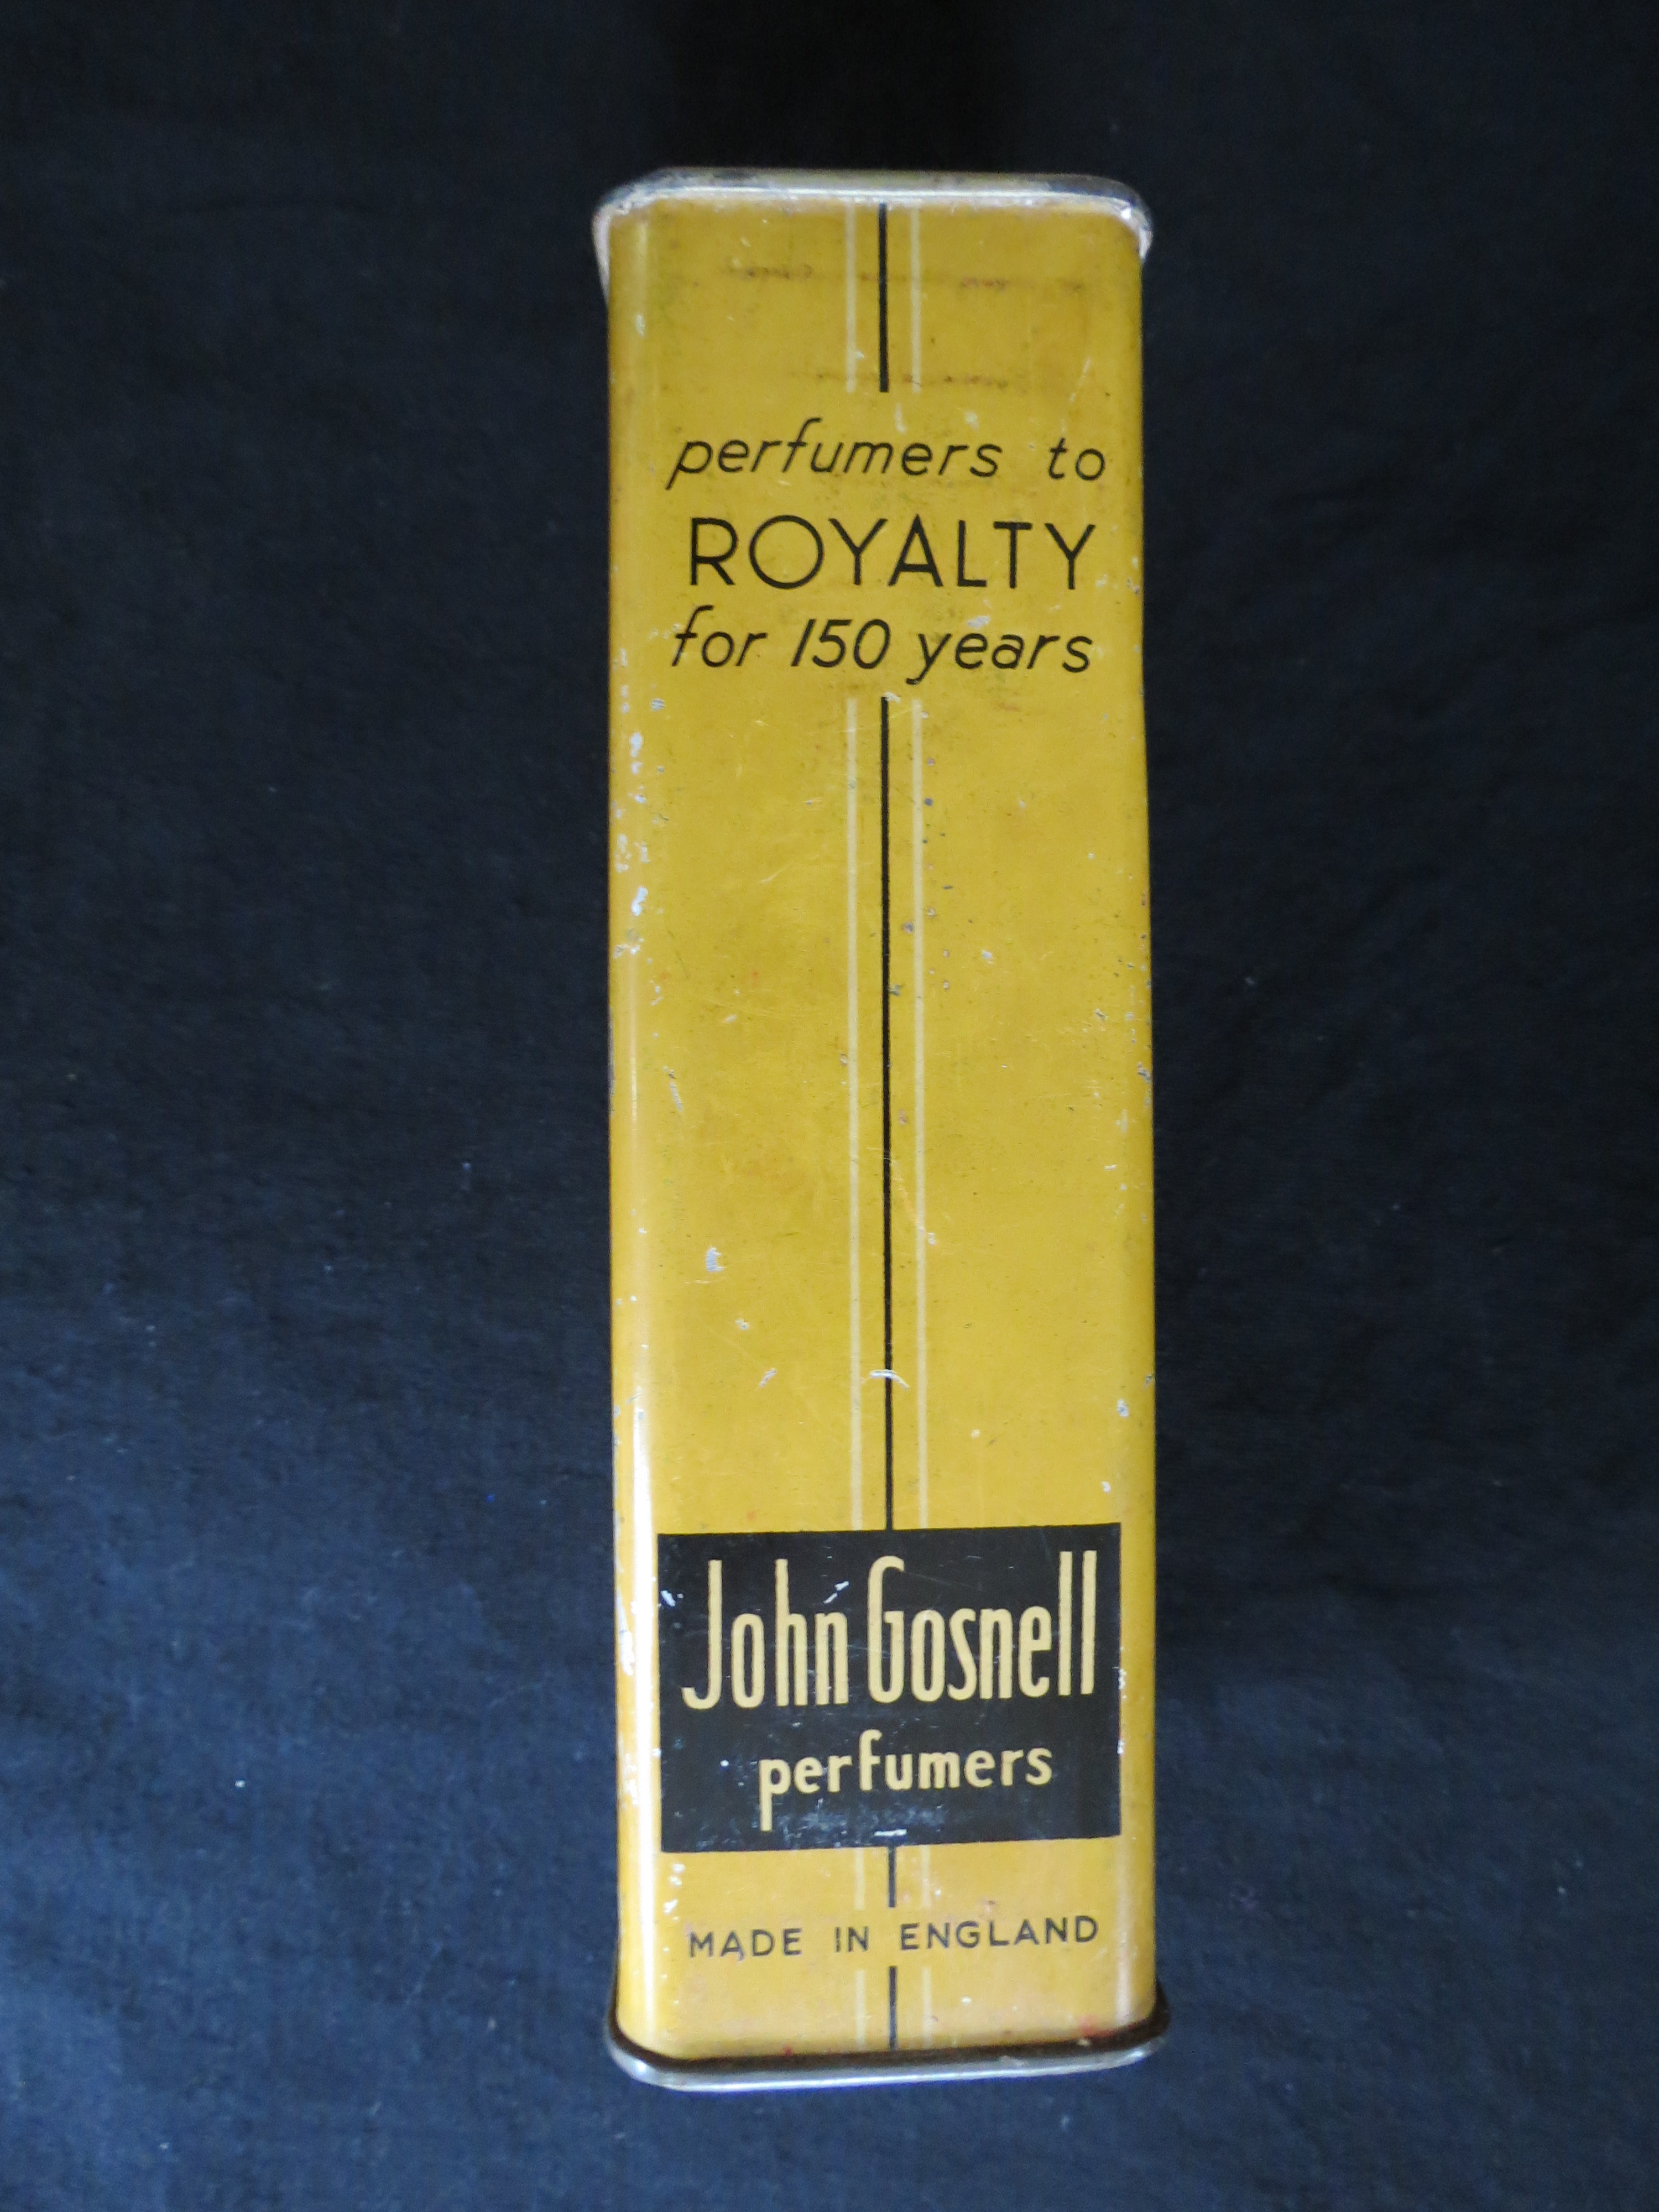 perfumers to
ROYALTY
for 150 years
John Gosnell
perfumers
MADE IN ENGLAND